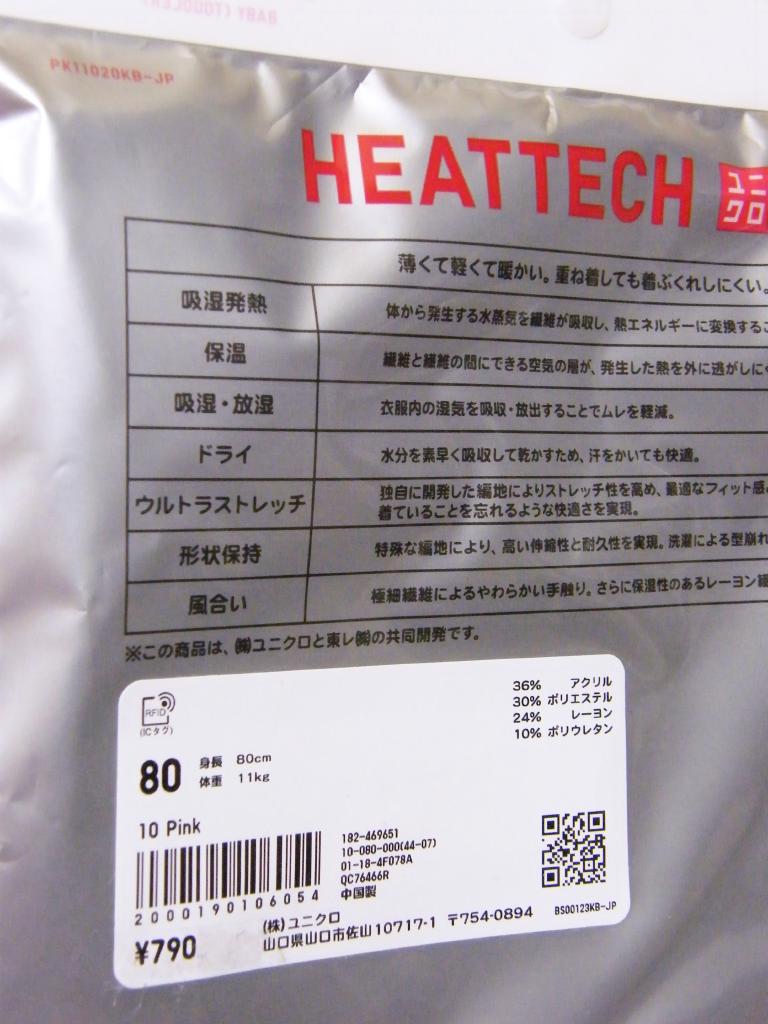 BABY (TODDLER)
PK11020KB-JP
HEATTECH
ユニ
クロ
薄くて軽くて暖かい。重ね着しても着ぶくれしにくい。
吸湿発熱 体から発生する水蒸気を繊維が吸収し、熱エネルギーに変換するこ
保温 繊維と繊維の間にできる空気の層が、発生した熱を外に逃がしにく
吸湿・放湿 衣服内の湿気を吸収・放出することでムレを軽減。
ドライ 水分を素早く吸収して乾かすため、汗をかいても快適。
ウルトラストレッチ 独自に開発した編地によりストレッチ性を高め、最適なフィット感
着ていることを忘れるような快適さを実現。
形状保持 特殊な編地により、高い伸縮性と耐久性を実現。洗濯による型崩れ
風合い 極細繊維によるやわらかい手触り。さらに保湿性のあるレーヨン繊
※この商品は、㈱ユニクロと東レ㈱の共同開発です。
RFID
(ICタグ)
36% アクリル
30% ポリエステル
24% レーヨン
10% ポリウレタン
80 身長 80cm
体重 11kg
10 Pink
182-469651
10-080-000(44-07)
01-18-4F078A
QC76466R
中国製
2000190106054
BS00123KB-JP
¥790
(株)ユニクロ
山口県山口市佐山10717-1 〒754-0894